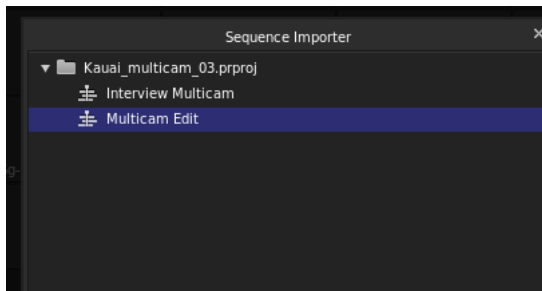 Sequence Importer
Kauai_multicam_03.prproj
Interview Multicam
Multicam Edit